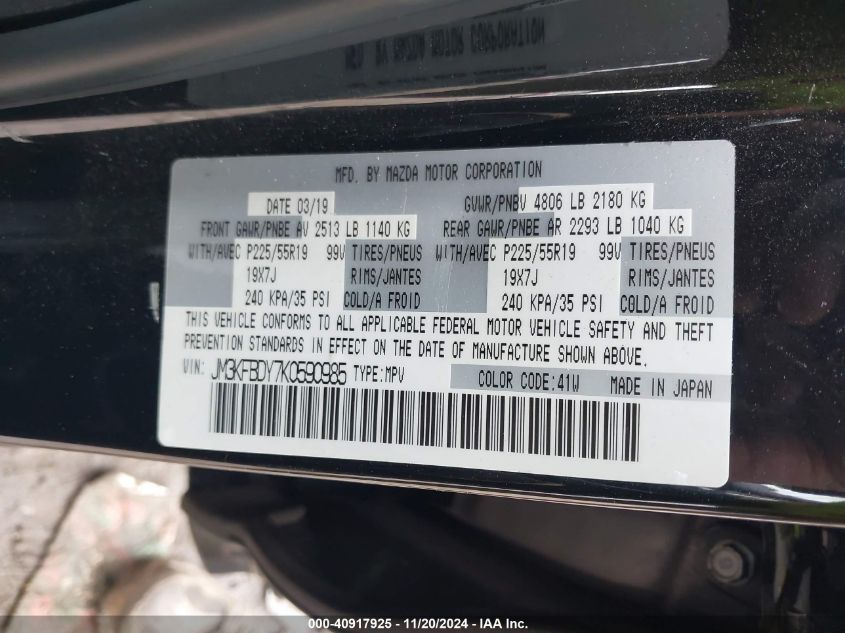 MFD. BY MAZDA MOTOR CORPORATION
MFD. BY MAZDA MOTOR CORPORATION
DATE 03/19 GVWR/PNBV 4806 LB 2180 KG
FRONT GAWR/PNBE AV 2513 LB 1140 KG REAR GAWR/PNBE AR 2293 LB 1040 KG
WITH/AVEC P225/55R19 99V TIRES/PNEUS WITH/AVEC P225/55R19 99V TIRES/PNEUS
19X7J RIMS/JANTES 19X7J RIMS/JANTES
240 KPA/35 PSI COLD/A FROID 240 KPA/35 PSI COLD/A FROID
THIS VEHICLE CONFORMS TO ALL APPLICABLE FEDERAL MOTOR VEHICLE SAFETY AND THEFT
PREVENTION STANDARDS IN EFFECT ON THE DATE OF MANUFACTURE SHOWN ABOVE.
VIN: JM3KFBDY7K0590985 TYPE:MPV COLOR CODE:41W MADE IN JAPAN
000-40917925 - 11/20/2024 - IAA Inc.